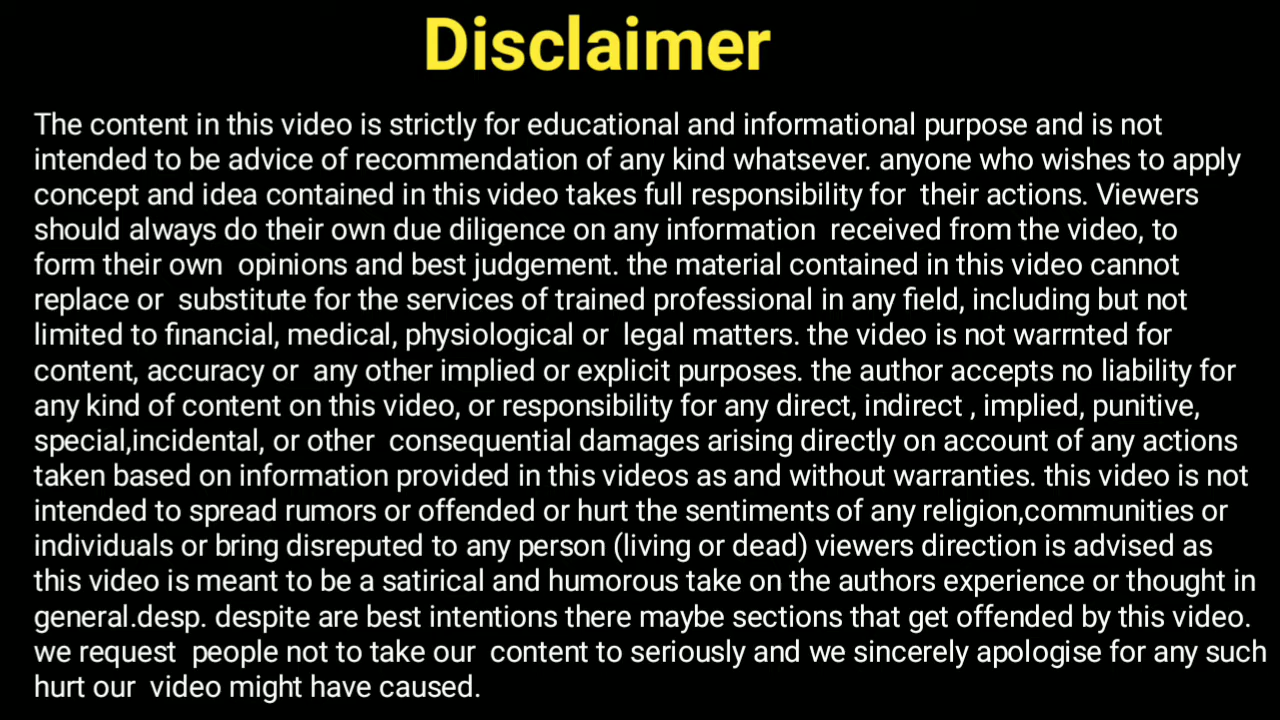 Disclaimer
The content in this video is strictly for educational and informational purpose and is not
intended to be advice of recommendation of any kind whatsever. anyone who wishes to apply
concept and idea contained in this video takes full responsibility for  their actions. Viewers
should always do their own due diligence on any information  received from the video, to
form their own  opinions and best judgement. the material contained in this video cannot
replace or  substitute for the services of trained professional in any field, including but not
limited to financial, medical, physiological or  legal matters. the video is not warrnted for
content, accuracy or  any other implied or explicit purposes. the author accepts no liability for
any kind of content on this video, or responsibility for any direct, indirect , implied, punitive,
special,incidental, or other  consequential damages arising directly on account of any actions
taken based on information provided in this videos as and without warranties. this video is not
intended to spread rumors or offended or hurt the sentiments of any religion,communities or
individuals or bring disreputed to any person (living or dead) viewers direction is advised as
this video is meant to be a satirical and humorous take on the authors experience or thought in
general.desp. despite are best intentions there maybe sections that get offended by this video.
we request  people not to take our  content to seriously and we sincerely apologise for any such
hurt our  video might have caused.